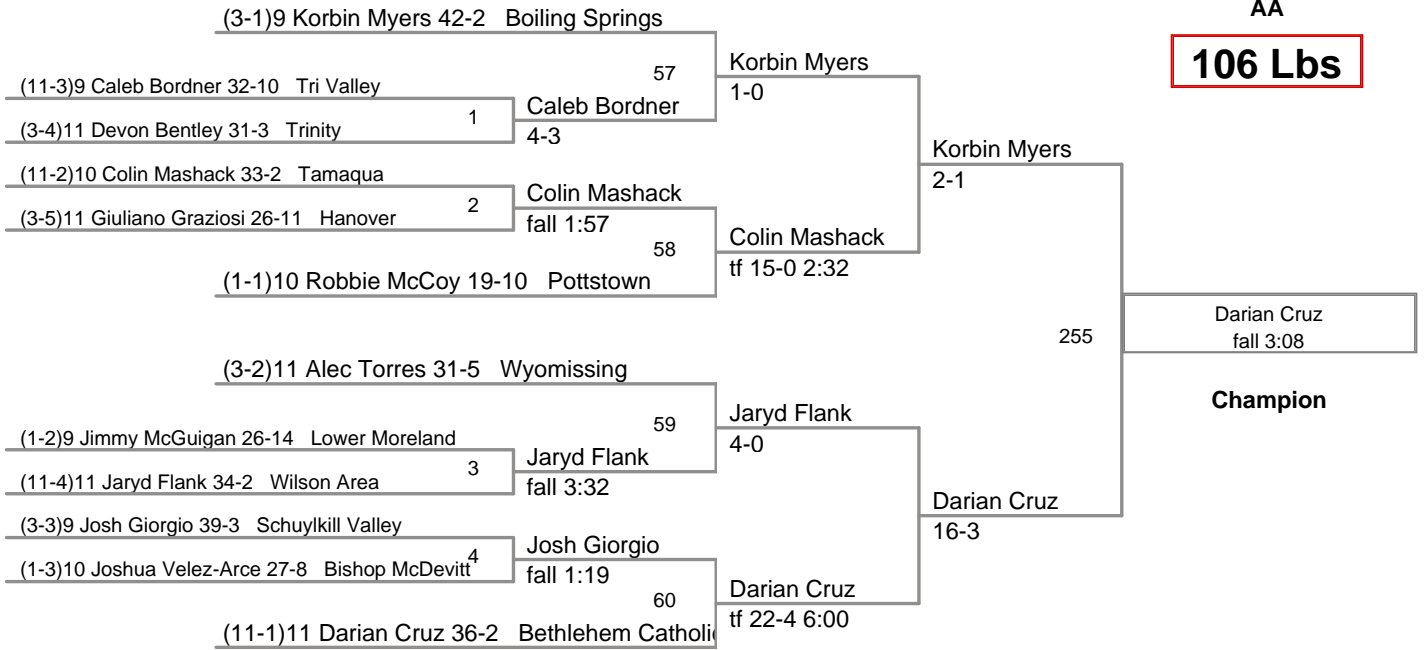 AA
106 Lbs
(3-1)9 Korbin Myers 42-2 Boiling Springs
57
Korbin Myers
1-0
(11-3)9 Caleb Bordner 32-10 Tri Valley
1
Caleb Bordner
4-3
(3-4)11 Devon Bentley 31-3 Trinity
Korbin Myers
2-1
(11-2)10 Colin Mashack 33-2 Tamaqua
2
Colin Mashack
fall 1:57
(3-5)11 Giuliano Graziosi 26-11 Hanover
58
Colin Mashack
tf 15-0 2:32
(1-1)10 Robbie McCoy 19-10 Pottstown
255
Darian Cruz
fall 3:08
Champion
(3-2)11 Alec Torres 31-5 Wyomissing
59
Jaryd Flank
4-0
(1-2)9 Jimmy McGuigan 26-14 Lower Moreland
3
Jaryd Flank
fall 3:32
(11-4)11 Jaryd Flank 34-2 Wilson Area
Darian Cruz
16-3
(3-3)9 Josh Giorgio 39-3 Schuylkill Valley
4
Josh Giorgio
fall 1:19
(1-3)10 Joshua Velez-Arce 27-8 Bishop McDevitt
60
Darian Cruz
tf 22-4 6:00
(11-1)11 Darian Cruz 36-2 Bethlehem Catholi